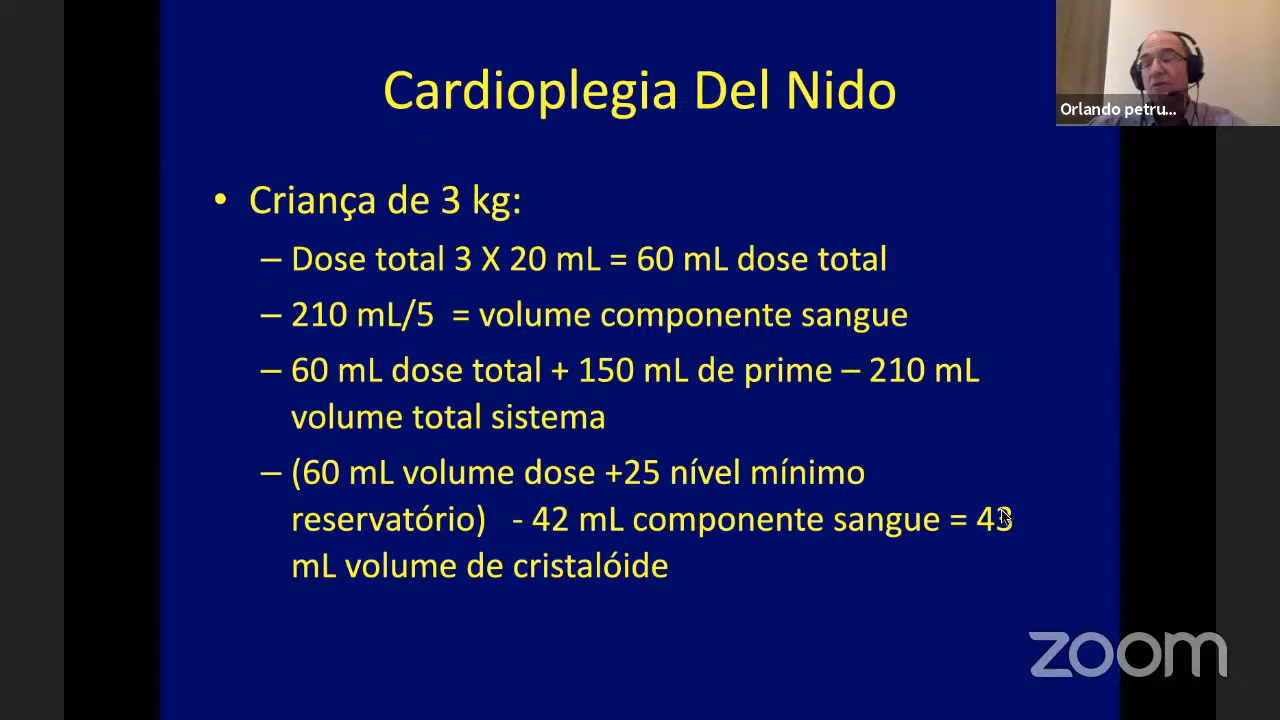 Cardioplegia Del Nido
Orlando petru...
• Criança de 3 kg:
– Dose total 3 X 20 mL = 60 mL dose total
– 210 mL/5 = volume componente sangue
– 60 mL dose total + 150 mL de prime – 210 mL
volume total sistema
– (60 mL volume dose +25 nível mínimo
reservatório) - 42 mL componente sangue = 43
mL volume de cristalóide
zoom